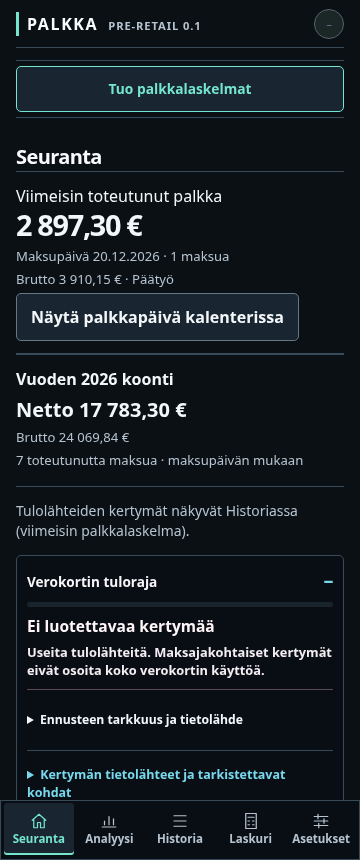 PALKKA PRE-RETAIL 0.1
–
Tuo palkkalaskelmat
Seuranta
Viimeisin toteutunut palkka
2 897,30 €
Maksupäivä 20.12.2026 · 1 maksua
Brutto 3 910,15 € · Päätyö
Näytä palkkapäivä kalenterissa
Vuoden 2026 koonti
Netto 17 783,30 €
Brutto 24 069,84 €
7 toteutunutta maksua · maksupäivän mukaan
Tulolähteiden kertymät näkyvät Historiassa
(viimeisin palkkalaskelma).
Verokortin tuloraja –
Ei luotettavaa kertymää
Useita tulolähteitä. Maksajakohtaiset kertymät
eivät osoita koko verokortin käyttöä.
▶ Ennusteen tarkkuus ja tietolähde
▶ Kertymän tietolähteet ja tarkistettavat
kohdat
Seuranta Analyysi Historia Laskuri Asetukset